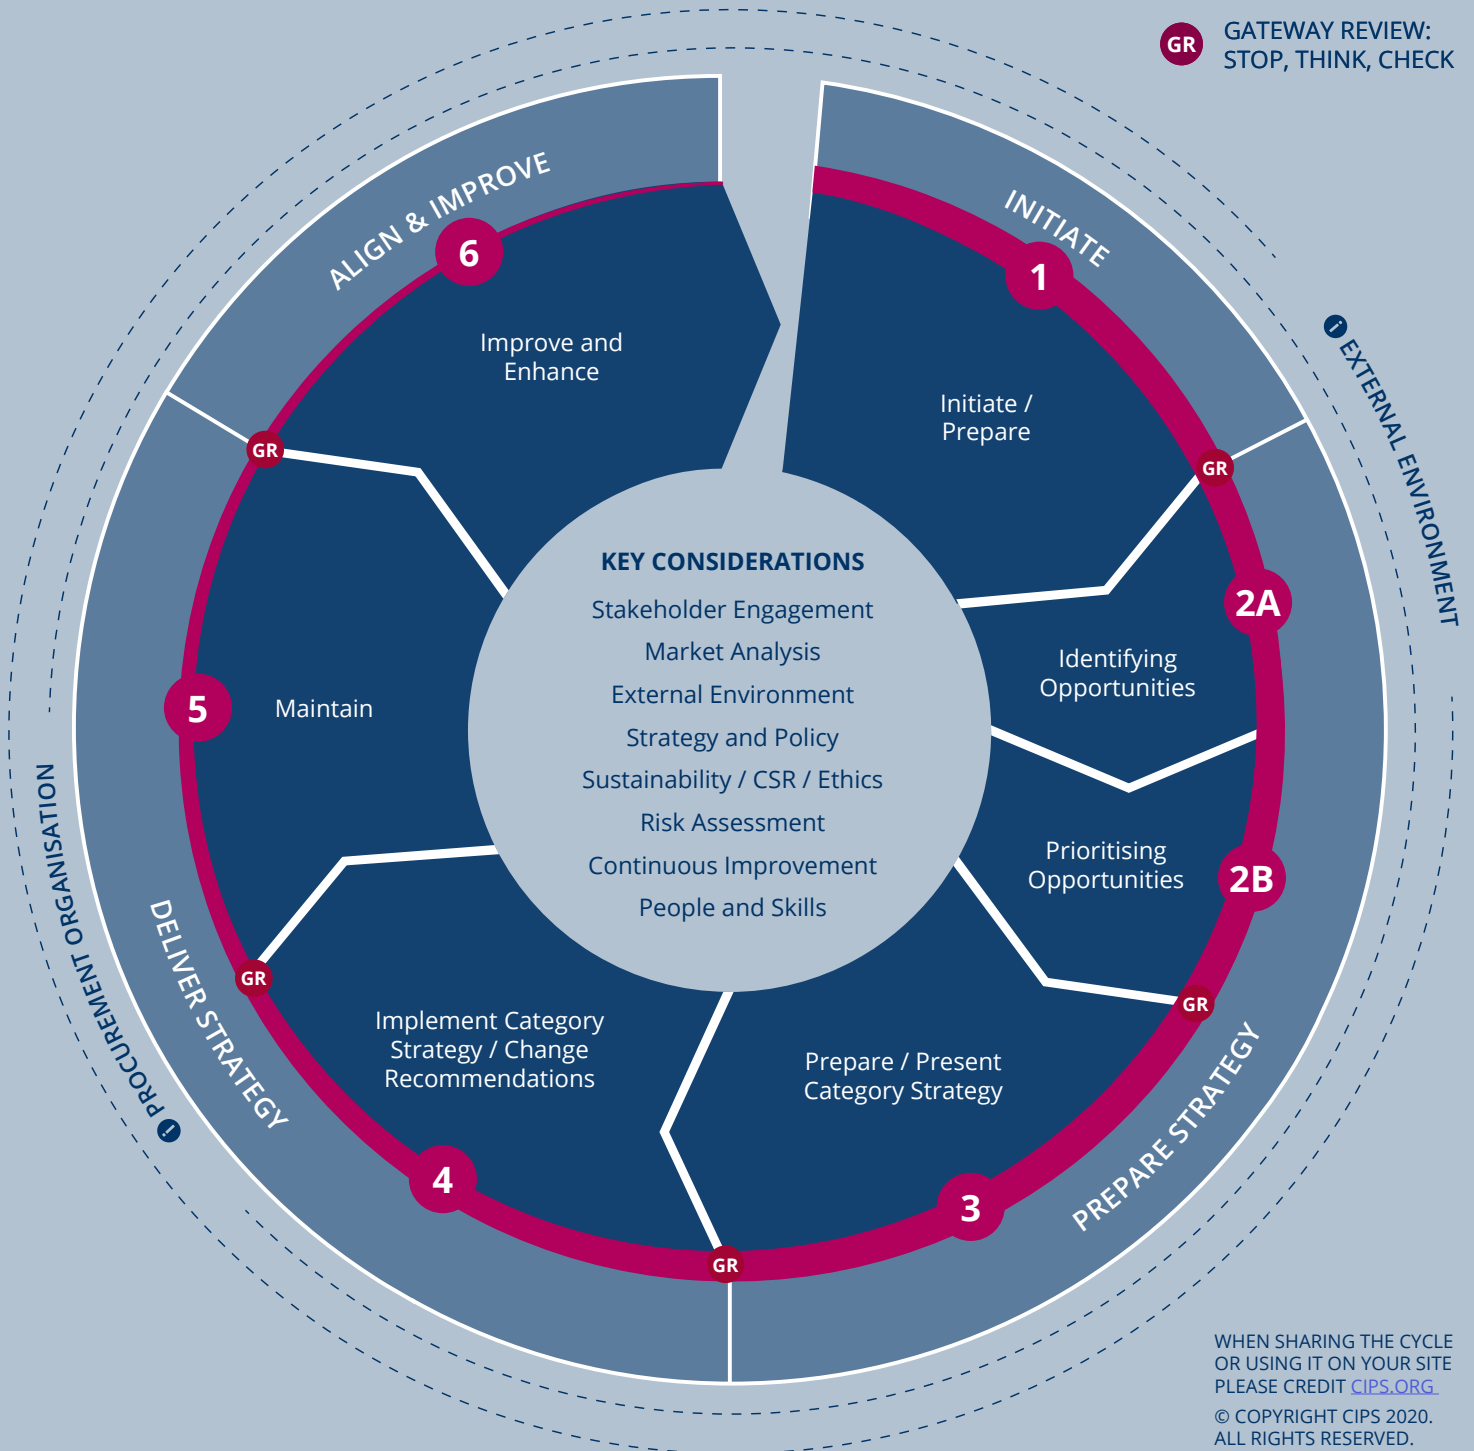 GR
GATEWAY REVIEW:
STOP, THINK, CHECK
INITIATE
1
Initiate /
Prepare
GR
EXTERNAL ENVIRONMENT
2A
Identifying
Opportunities
2B
Prioritising
Opportunities
GR
PREPARE STRATEGY
3
Prepare / Present
Category Strategy
GR
4
Implement Category
Strategy / Change
Recommendations
GR
DELIVER STRATEGY
PROCUREMENT ORGANISATION
5
Maintain
GR
ALIGN & IMPROVE
6
Improve and
Enhance
KEY CONSIDERATIONS
Stakeholder Engagement
Market Analysis
External Environment
Strategy and Policy
Sustainability / CSR / Ethics
Risk Assessment
Continuous Improvement
People and Skills
WHEN SHARING THE CYCLE
OR USING IT ON YOUR SITE
PLEASE CREDIT CIPS.ORG
© COPYRIGHT CIPS 2020.
ALL RIGHTS RESERVED.